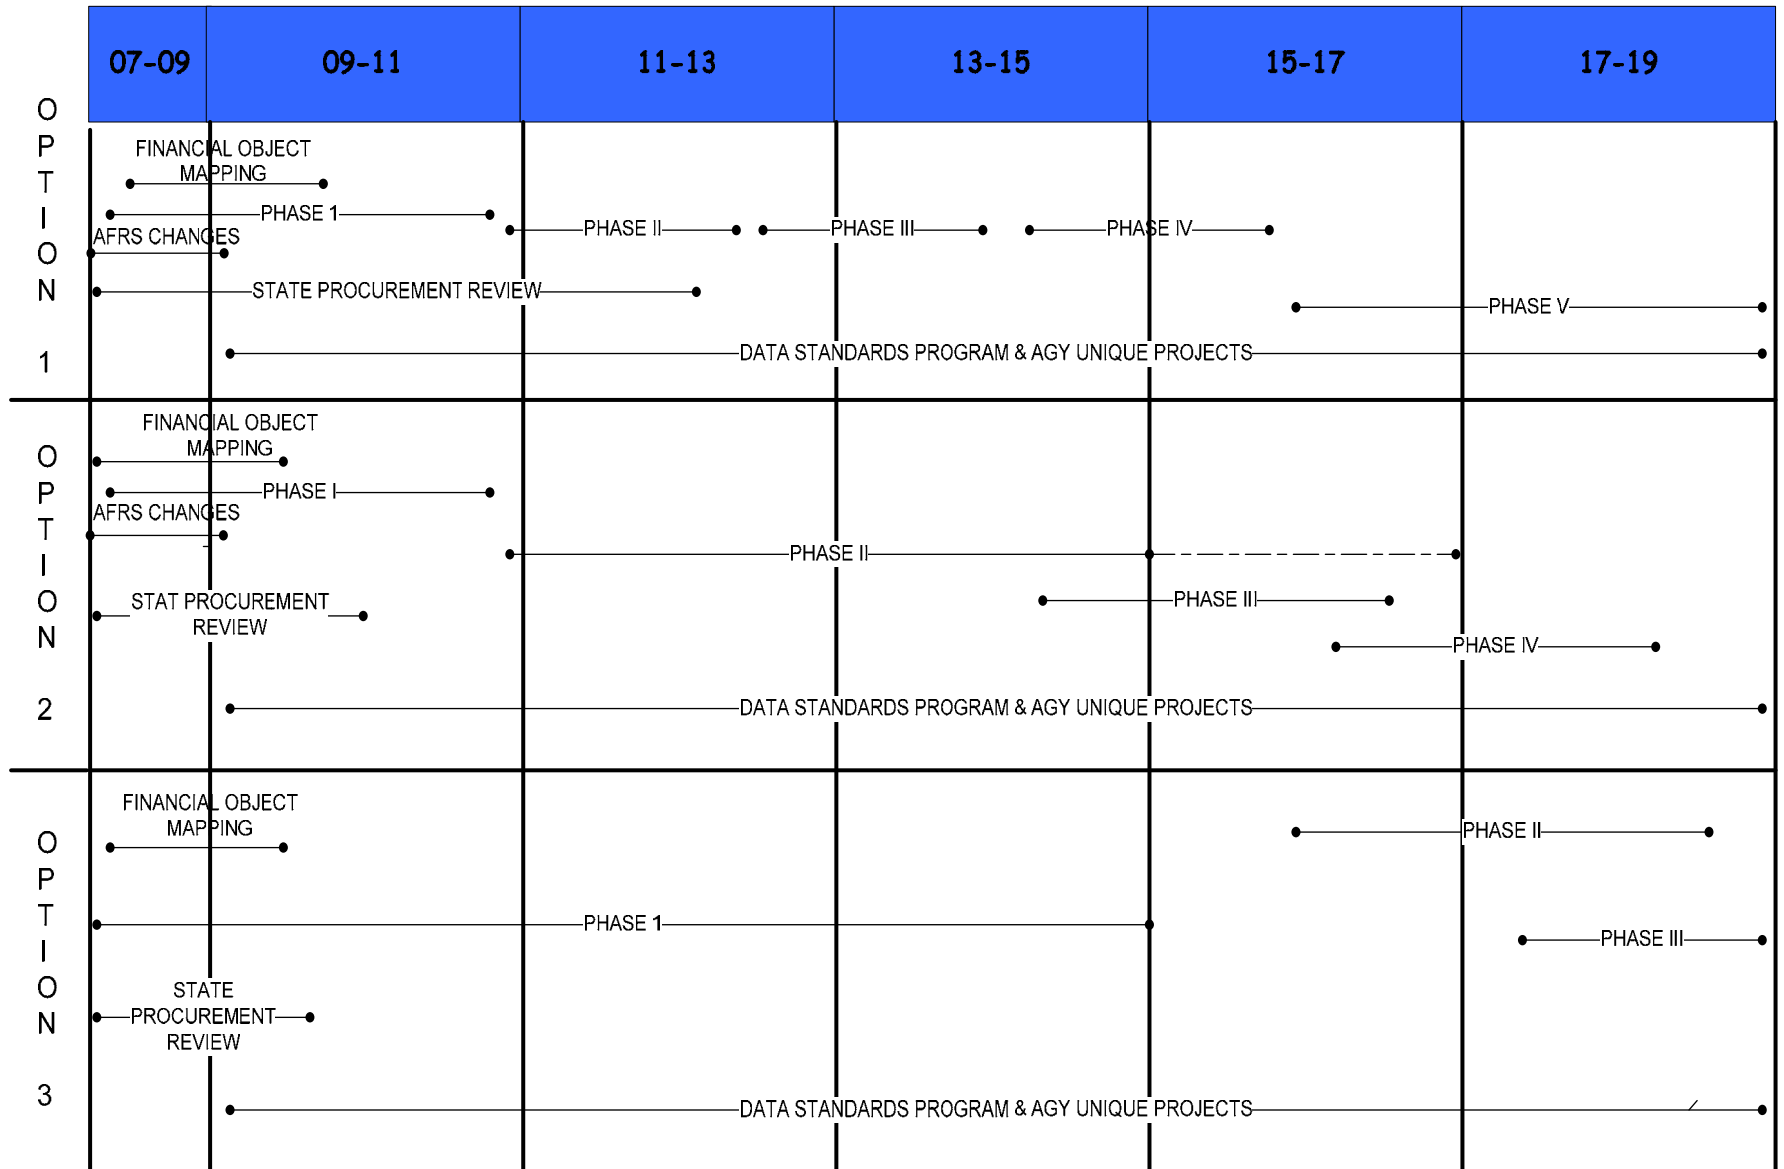 07-09 09-11 11-13 13-15 15-17 17-19
OPTION 1
FINANCIAL OBJECT
MAPPING
PHASE 1
AFRS CHANGES
PHASE II
PHASE III
PHASE IV
STATE PROCUREMENT REVIEW
PHASE V
DATA STANDARDS PROGRAM & AGY UNIQUE PROJECTS
OPTION 2
FINANCIAL OBJECT
MAPPING
PHASE I
AFRS CHANGES
PHASE II
STAT PROCUREMENT
REVIEW
PHASE III
PHASE IV
DATA STANDARDS PROGRAM & AGY UNIQUE PROJECTS
OPTION 3
FINANCIAL OBJECT
MAPPING
PHASE II
PHASE 1
PHASE III
STATE
PROCUREMENT
REVIEW
DATA STANDARDS PROGRAM & AGY UNIQUE PROJECTS